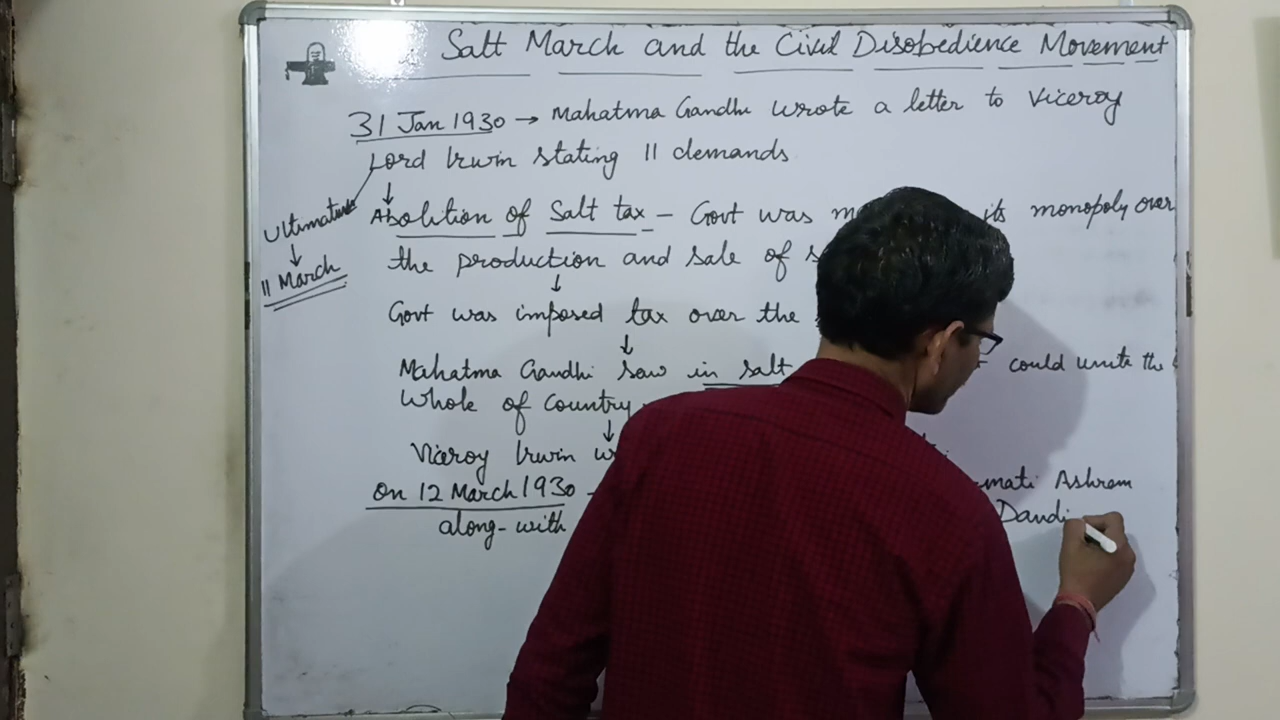 Salt March and the Civil Disobedience Movement
31 Jan 1930 → Mahatma Gandhi wrote a letter to Viceroy
Lord Irwin stating 11 demands
Ultimatum
↓
11 March
↓
Abolition of Salt tax - Govt was its monopoly over
the production and sale of
↓
Govt was imposed tax over the
↓
Mahatma Gandhi saw in salt could unite the
whole of country
↓
Viceroy Irwin
On 12 March 1930 Ashram
along-with Dandi